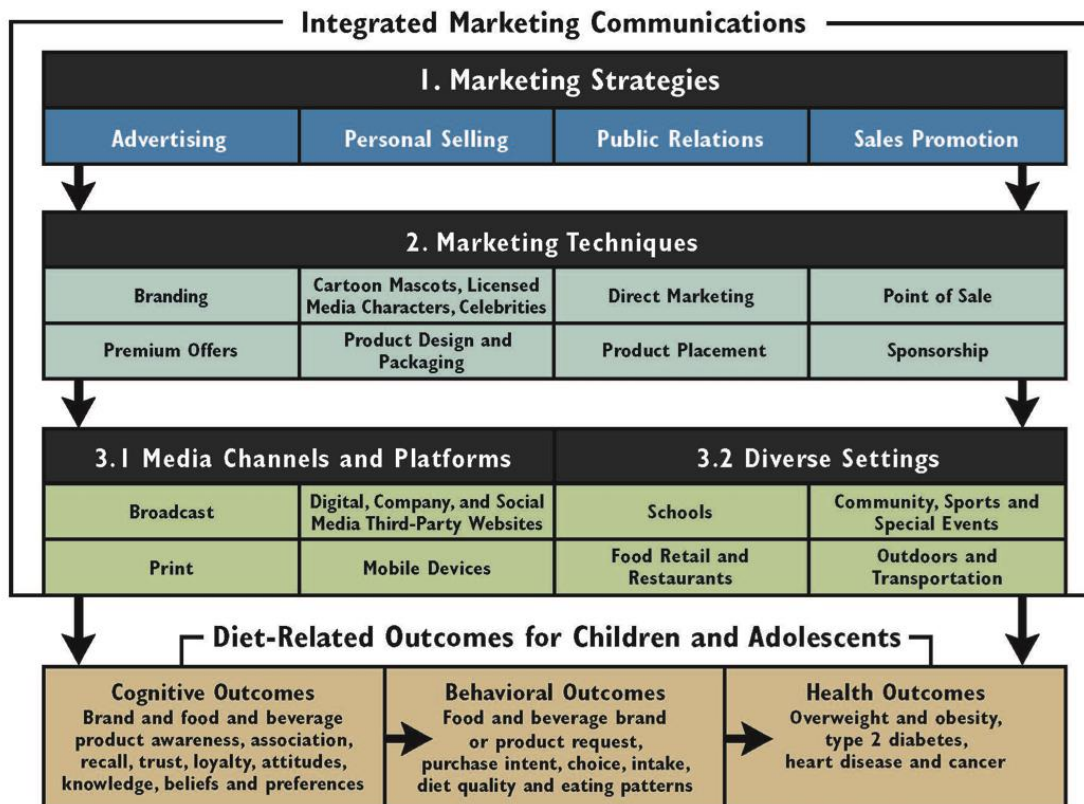 Integrated Marketing Communications
1. Marketing Strategies
Advertising
Personal Selling
Public Relations
Sales Promotion
2. Marketing Techniques
Branding
Cartoon Mascots, Licensed
Media Characters, Celebrities
Direct Marketing
Point of Sale
Premium Offers
Product Design and
Packaging
Product Placement
Sponsorship
3.1 Media Channels and Platforms
3.2 Diverse Settings
Broadcast
Digital, Company, and Social
Media Third-Party Websites
Schools
Community, Sports and
Special Events
Print
Mobile Devices
Food Retail and
Restaurants
Outdoors and
Transportation
Diet-Related Outcomes for Children and Adolescents
Cognitive Outcomes
Brand and food and beverage
product awareness, association,
recall, trust, loyalty, attitudes,
knowledge, beliefs and preferences
Behavioral Outcomes
Food and beverage brand
or product request,
purchase intent, choice, intake,
diet quality and eating patterns
Health Outcomes
Overweight and obesity,
type 2 diabetes,
heart disease and cancer